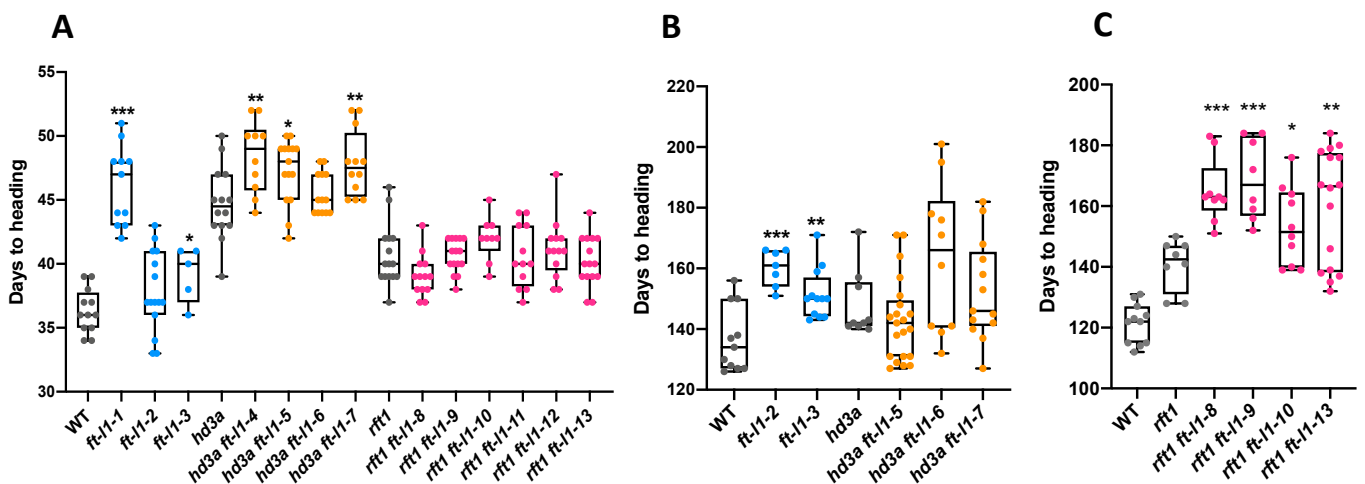 A
Days to heading
55
50
45
40
35
30
***
*
**
*
**
WT
ft-l1-1
ft-l1-2
ft-l1-3
hd3a
hd3a ft-l1-4
hd3a ft-l1-5
hd3a ft-l1-6
hd3a ft-l1-7
rft1
rft1 ft-l1-8
rft1 ft-l1-9
rft1 ft-l1-10
rft1 ft-l1-11
rft1 ft-l1-12
rft1 ft-l1-13
B
Days to heading
220
200
180
160
140
120
***
**
WT
ft-l1-2
ft-l1-3
hd3a
hd3a ft-l1-5
hd3a ft-l1-6
hd3a ft-l1-7
C
Days to heading
200
180
160
140
120
100
***
***
*
**
WT
rft1
rft1 ft-l1-8
rft1 ft-l1-9
rft1 ft-l1-10
rft1 ft-l1-13